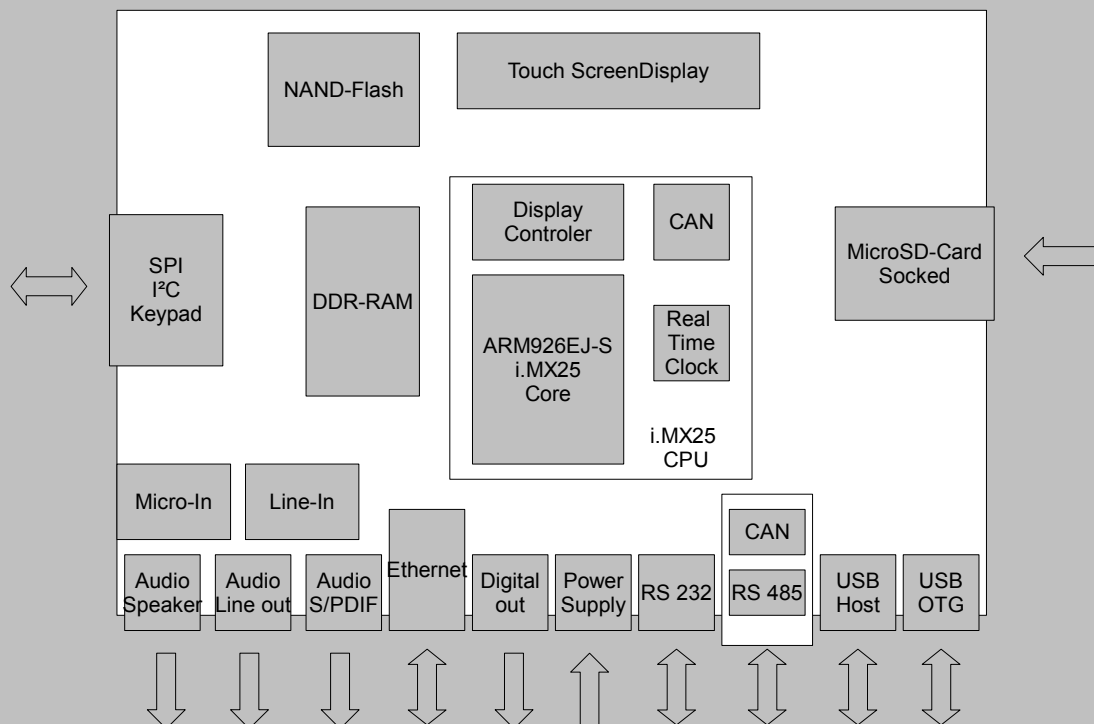 NAND-Flash
Touch ScreenDisplay
Display
Controler
CAN
SPI
I²C
Keypad
DDR-RAM
MicroSD-Card
Socked
ARM926EJ-S
i.MX25
Core
Real
Time
Clock
i.MX25
CPU
Micro-In
Line-In
CAN
Audio
Speaker
Audio
Line out
Audio
S/PDIF
Ethernet
Digital
out
Power
Supply
RS 232
RS 485
USB
Host
USB
OTG